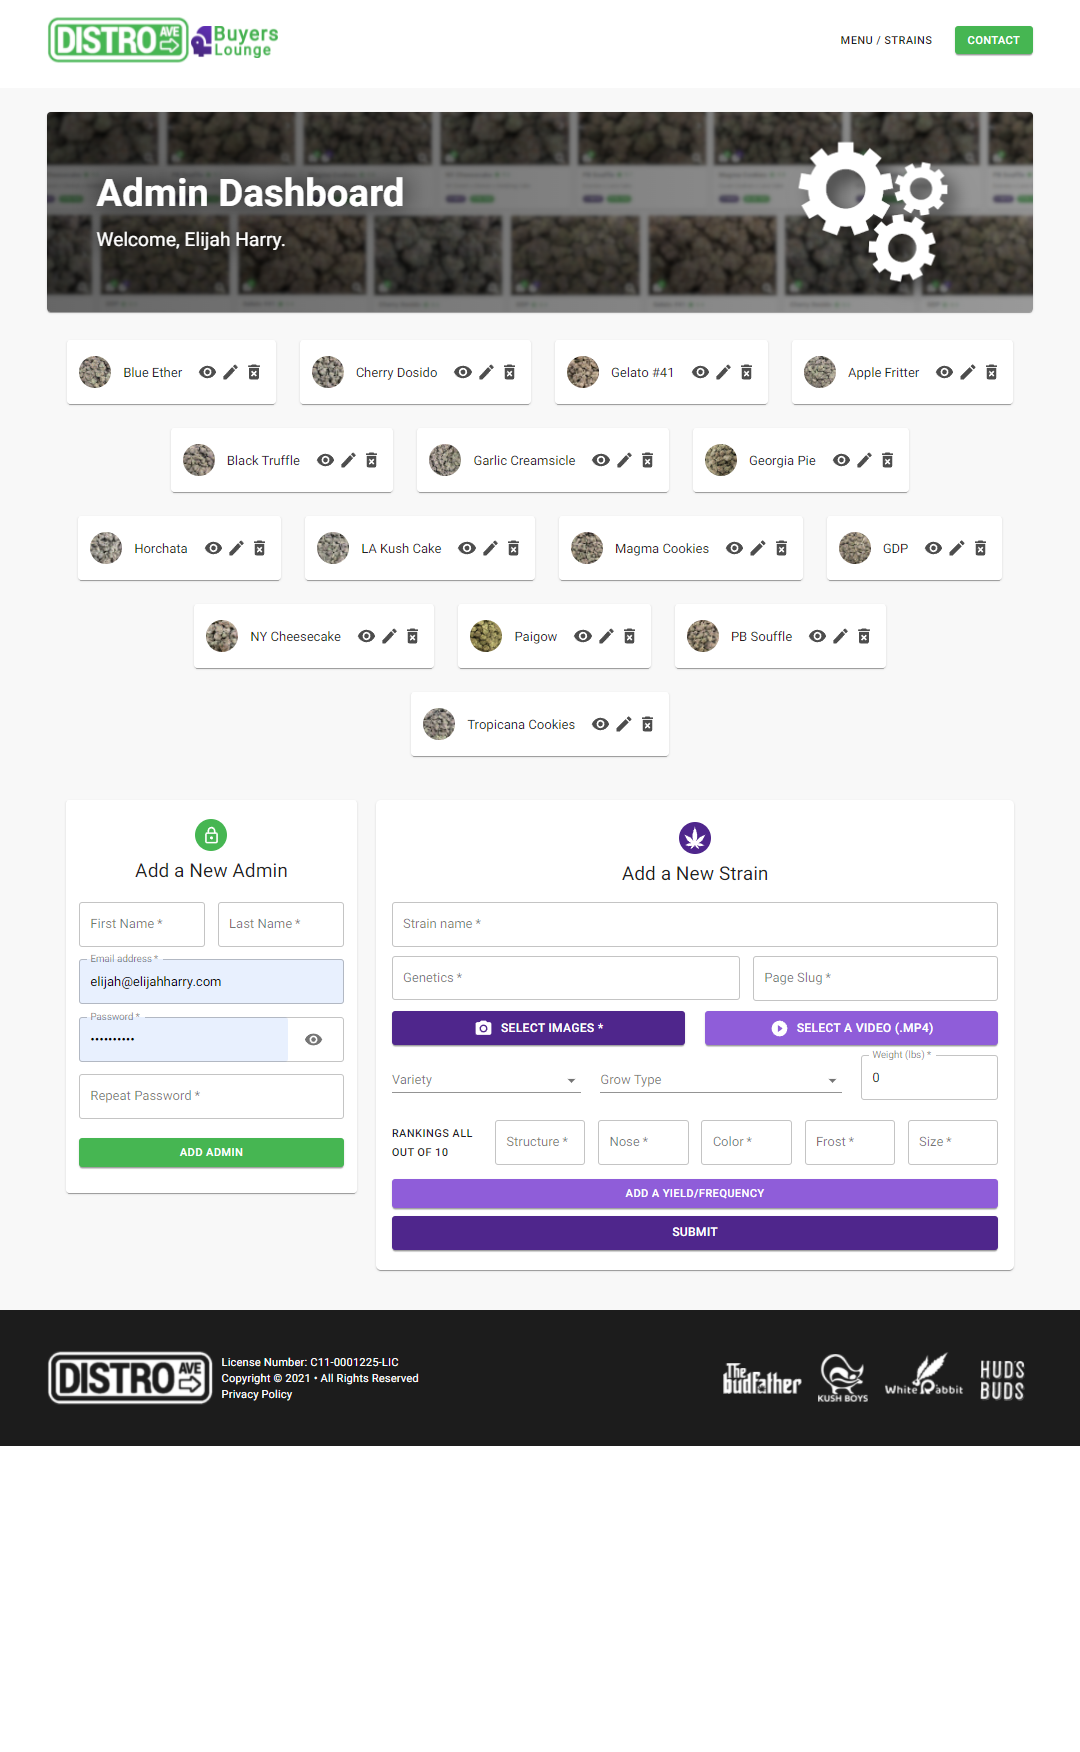 DISTRO AVE
Buyers Lounge
MENU / STRAINS
CONTACT
Admin Dashboard
Welcome, Elijah Harry.
Blue Ether
Cherry Dosido
Gelato #41
Apple Fritter
Black Truffle
Garlic Creamsicle
Georgia Pie
Horchata
LA Kush Cake
Magma Cookies
GDP
NY Cheesecake
Paigow
PB Souffle
Tropicana Cookies
Add a New Admin
First Name *
Last Name *
Email address *
elijah@elijahharry.com
Password *
••••••••••
Repeat Password *
ADD ADMIN
Add a New Strain
Strain name *
Genetics *
Page Slug *
SELECT IMAGES *
SELECT A VIDEO (.MP4)
Variety
Grow Type
Weight (lbs) *
0
RANKINGS ALL
OUT OF 10
Structure *
Nose *
Color *
Frost *
Size *
ADD A YIELD/FREQUENCY
SUBMIT
DISTRO AVE
License Number: C11-0001225-LIC
Copyright © 2021 • All Rights Reserved
Privacy Policy
The budfather
KUSH BOYS
White Rabbit
HUDS
BUDS